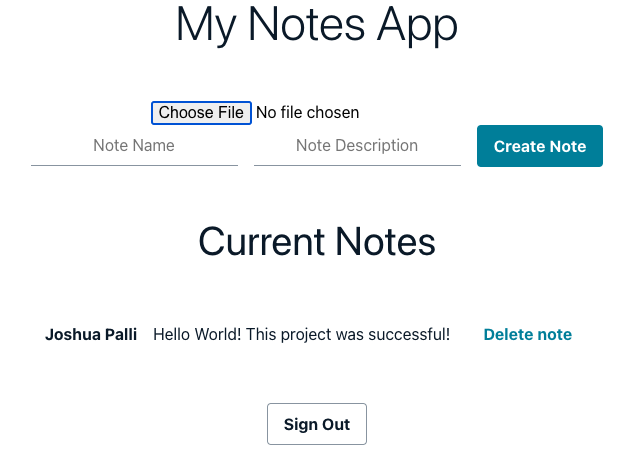 My Notes App
Choose File No file chosen
Note Name Note Description Create Note
Current Notes
Joshua Palli Hello World! This project was successful! Delete note
Sign Out